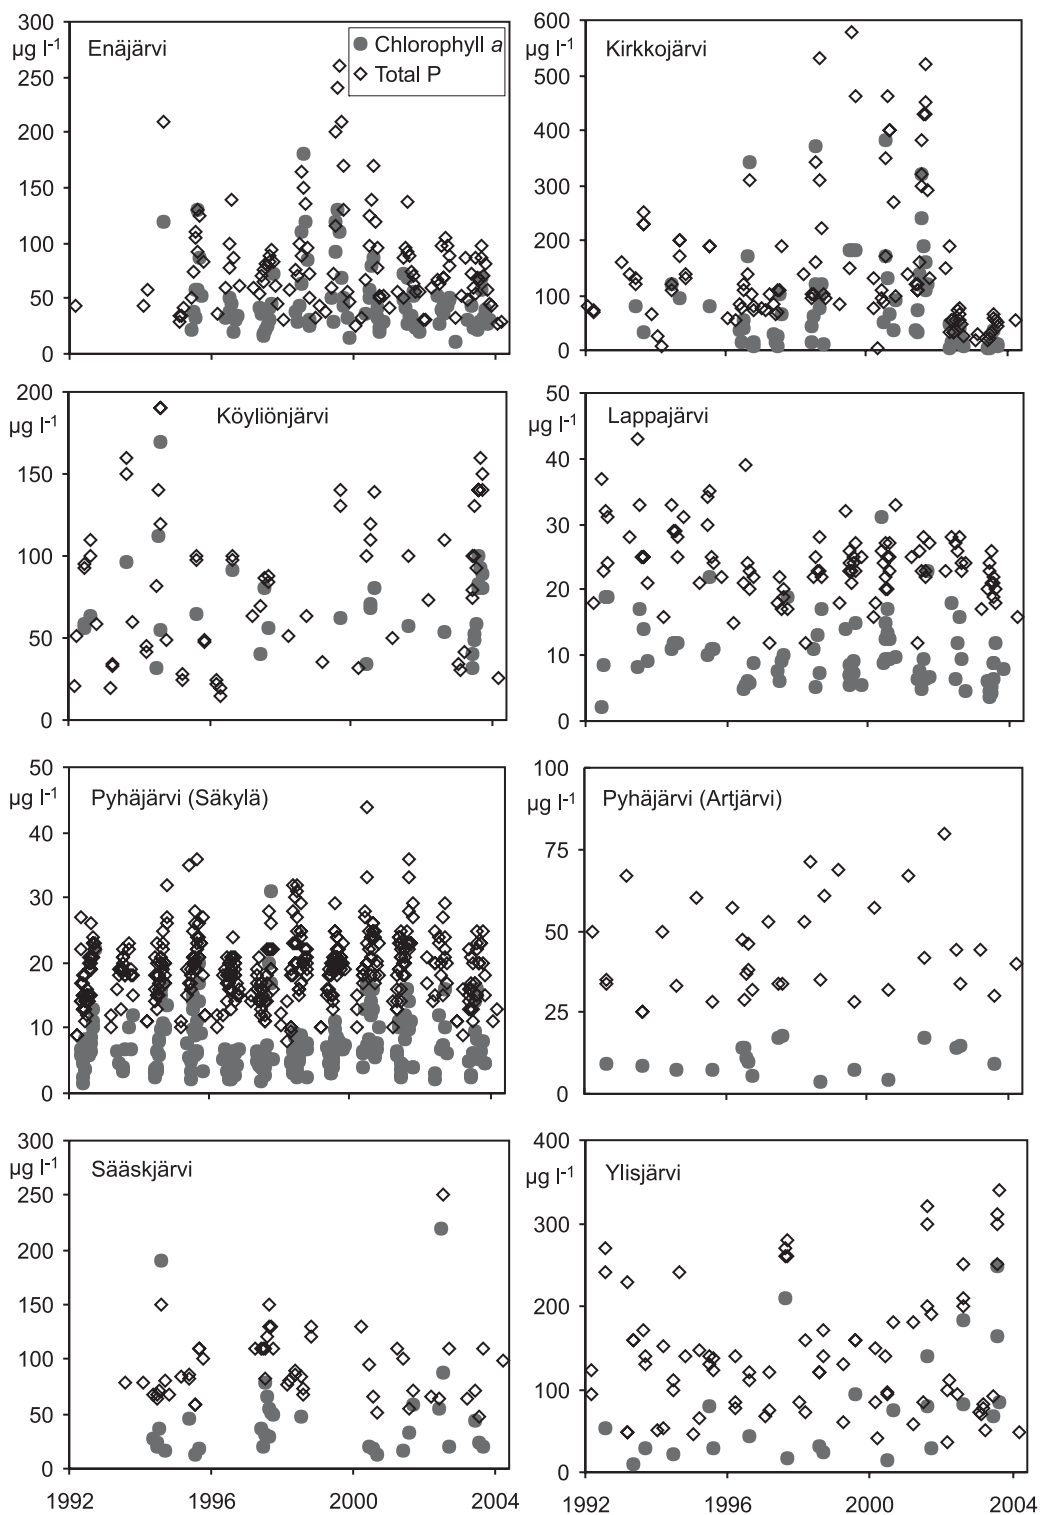 300
µg l-1
Enäjärvi
Chlorophyll a
Total P
250
200
150
100
50
0
600
µg l-1
Kirkkojärvi
500
400
300
200
100
0
200
µg l-1
Köyliönjärvi
150
100
50
0
50
µg l-1
Lappajärvi
40
30
20
10
0
50
µg l-1
Pyhäjärvi (Säkylä)
40
30
20
10
0
100
µg l-1
Pyhäjärvi (Artjärvi)
75
50
25
0
300
µg l-1
Sääskjärvi
250
200
150
100
50
0
1992 1996 2000 2004
400
µg l-1
Ylisjärvi
300
200
100
0
1992 1996 2000 2004